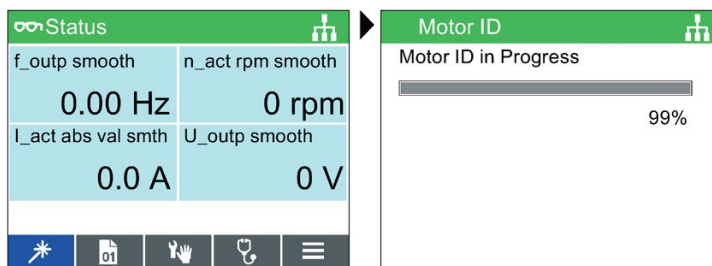 Status
f_outp smooth n_act rpm smooth
0.00 Hz 0 rpm
I_act abs val smth U_outp smooth
0.0 A 0 V
01
Motor ID
Motor ID in Progress
99%